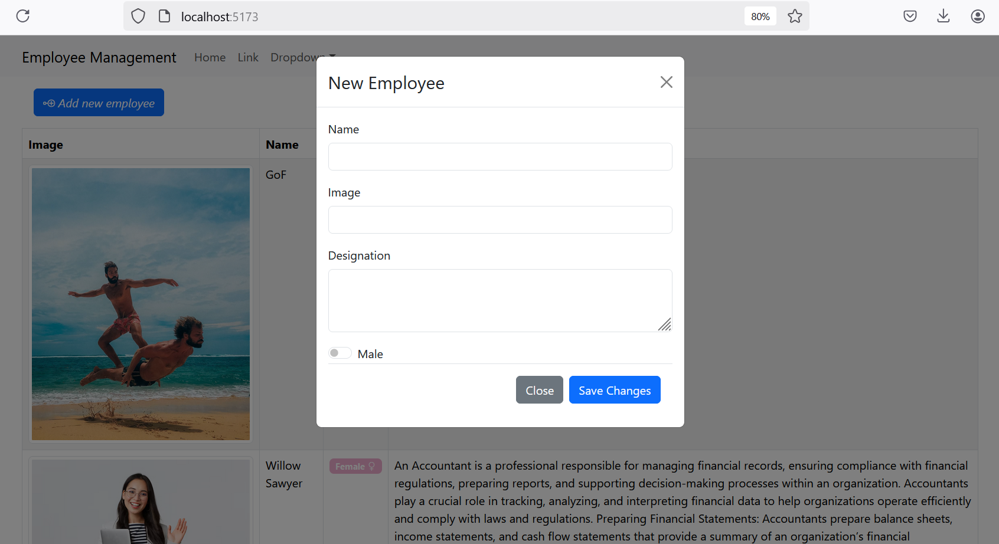 localhost:5173
80%
Employee Management Home Link Dropdown
New Employee
Add new employee
Name
Image
Name
GoF
Image
Designation
Male
Close
Save Changes
Willow
Sawyer
Female
An Accountant is a professional responsible for managing financial records, ensuring compliance with financial
regulations, preparing reports, and supporting decision-making processes within an organization. Accountants
play a crucial role in tracking, analyzing, and interpreting financial data to help organizations operate efficiently
and comply with laws and regulations. Preparing Financial Statements: Accountants prepare balance sheets,
income statements, and cash flow statements that provide a summary of an organization’s financial